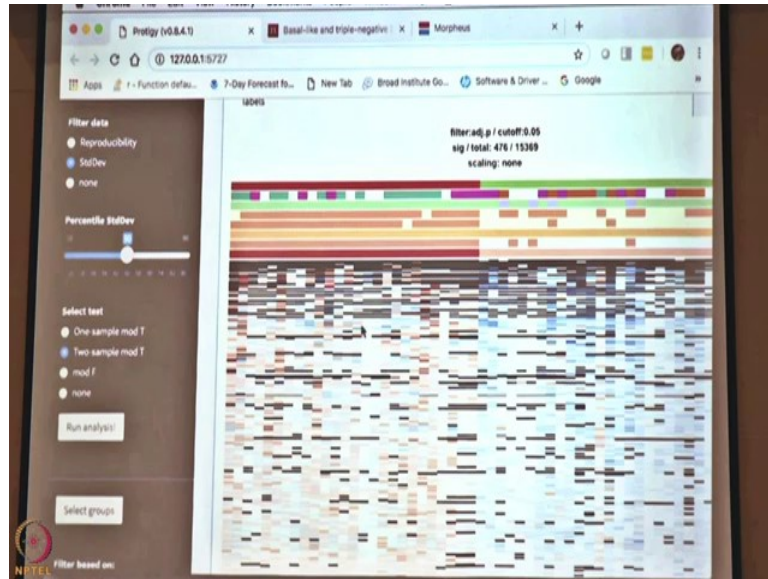 Protigy (v0.8.4.1)
Basal-like and triple-negative
Morpheus
127.0.0.1:5727
Apps
r - Function defau...
7-Day Forecast fo...
New Tab
Broad Institute Go...
Software & Driver ...
Google
labels
Filter data
Reproducibility
StdDev
none
Percentile StdDev
Select test
One sample mod T
Two sample mod T
mod F
none
Run analysis!
Select groups
Filter based on:
filter:adj.p / cutoff:0.05
sig / total: 476 / 15369
scaling: none
NPTEL